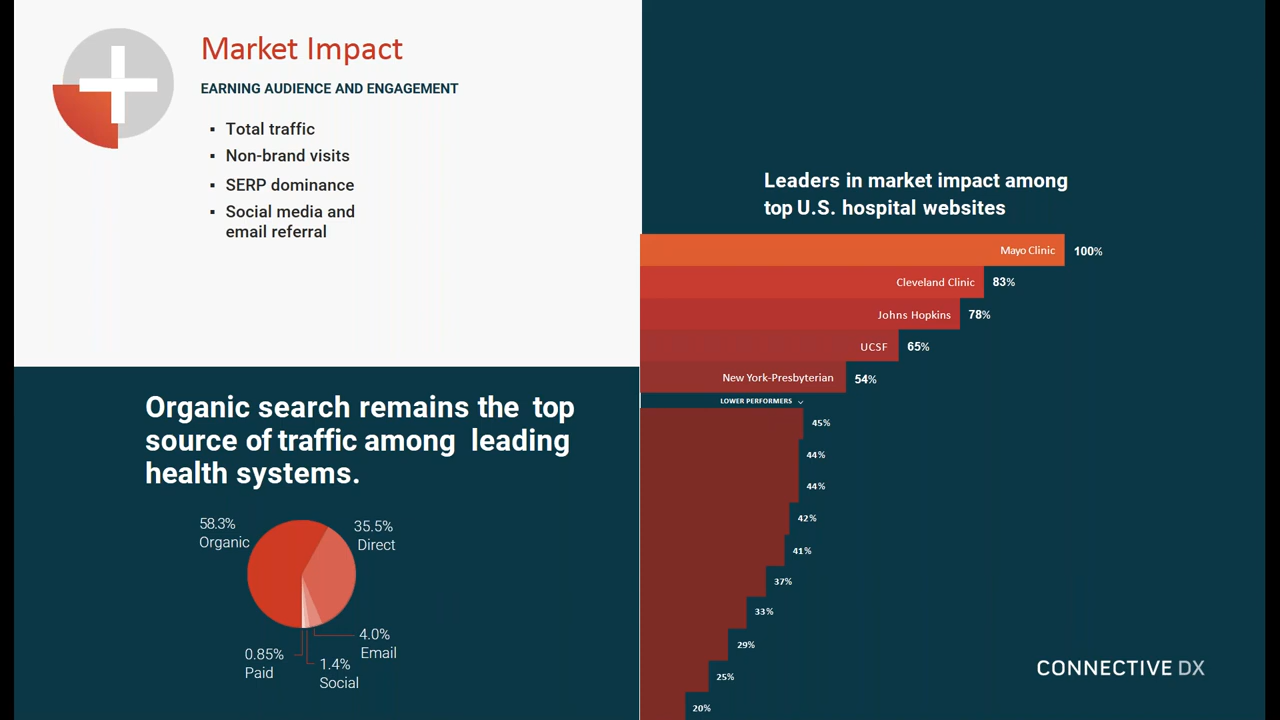 Market Impact
EARNING AUDIENCE AND ENGAGEMENT
▪ Total traffic
▪ Non-brand visits
▪ SERP dominance
▪ Social media and
email referral
Organic search remains the top
source of traffic among leading
health systems.
58.3%
Organic
35.5%
Direct
4.0%
Email
0.85%
Paid
1.4%
Social
Leaders in market impact among
top U.S. hospital websites
Mayo Clinic 100%
Cleveland Clinic 83%
Johns Hopkins 78%
UCSF 65%
New York-Presbyterian 54%
LOWER PERFORMERS
45%
44%
44%
42%
41%
37%
33%
29%
25%
20%
CONNECTIVE DX